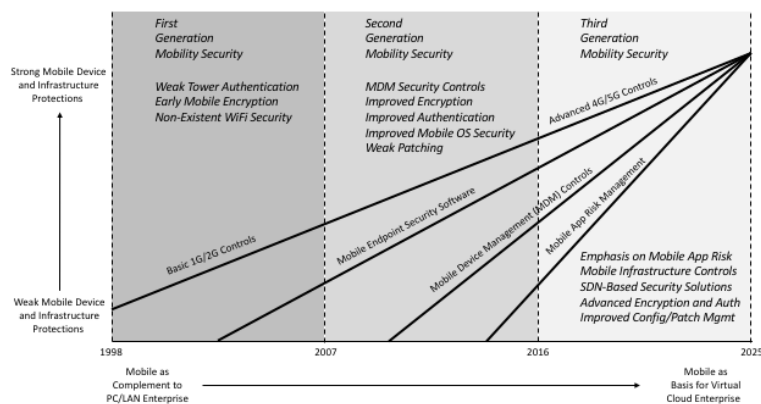 First
Generation
Mobility Security
Weak Tower Authentication
Early Mobile Encryption
Non-Existent WiFi Security
Second
Generation
Mobility Security
MDM Security Controls
Improved Encryption
Improved Authentication
Improved Mobile OS Security
Weak Patching
Third
Generation
Mobility Security
Strong Mobile Device
and Infrastructure
Protections
Advanced 4G/5G Controls
Basic 1G/2G Controls
Mobile Endpoint Security Software
Mobile Device Management (MDM) Controls
Mobile App Risk Management
Emphasis on Mobile App Risk
Mobile Infrastructure Controls
SDN-Based Security Solutions
Advanced Encryption and Auth
Improved Config/Patch Mgmt
Weak Mobile Device
and Infrastructure
Protections
1998
2007
2016
2025
Mobile as
Complement to
PC/LAN Enterprise
Mobile as
Basis for Virtual
Cloud Enterprise